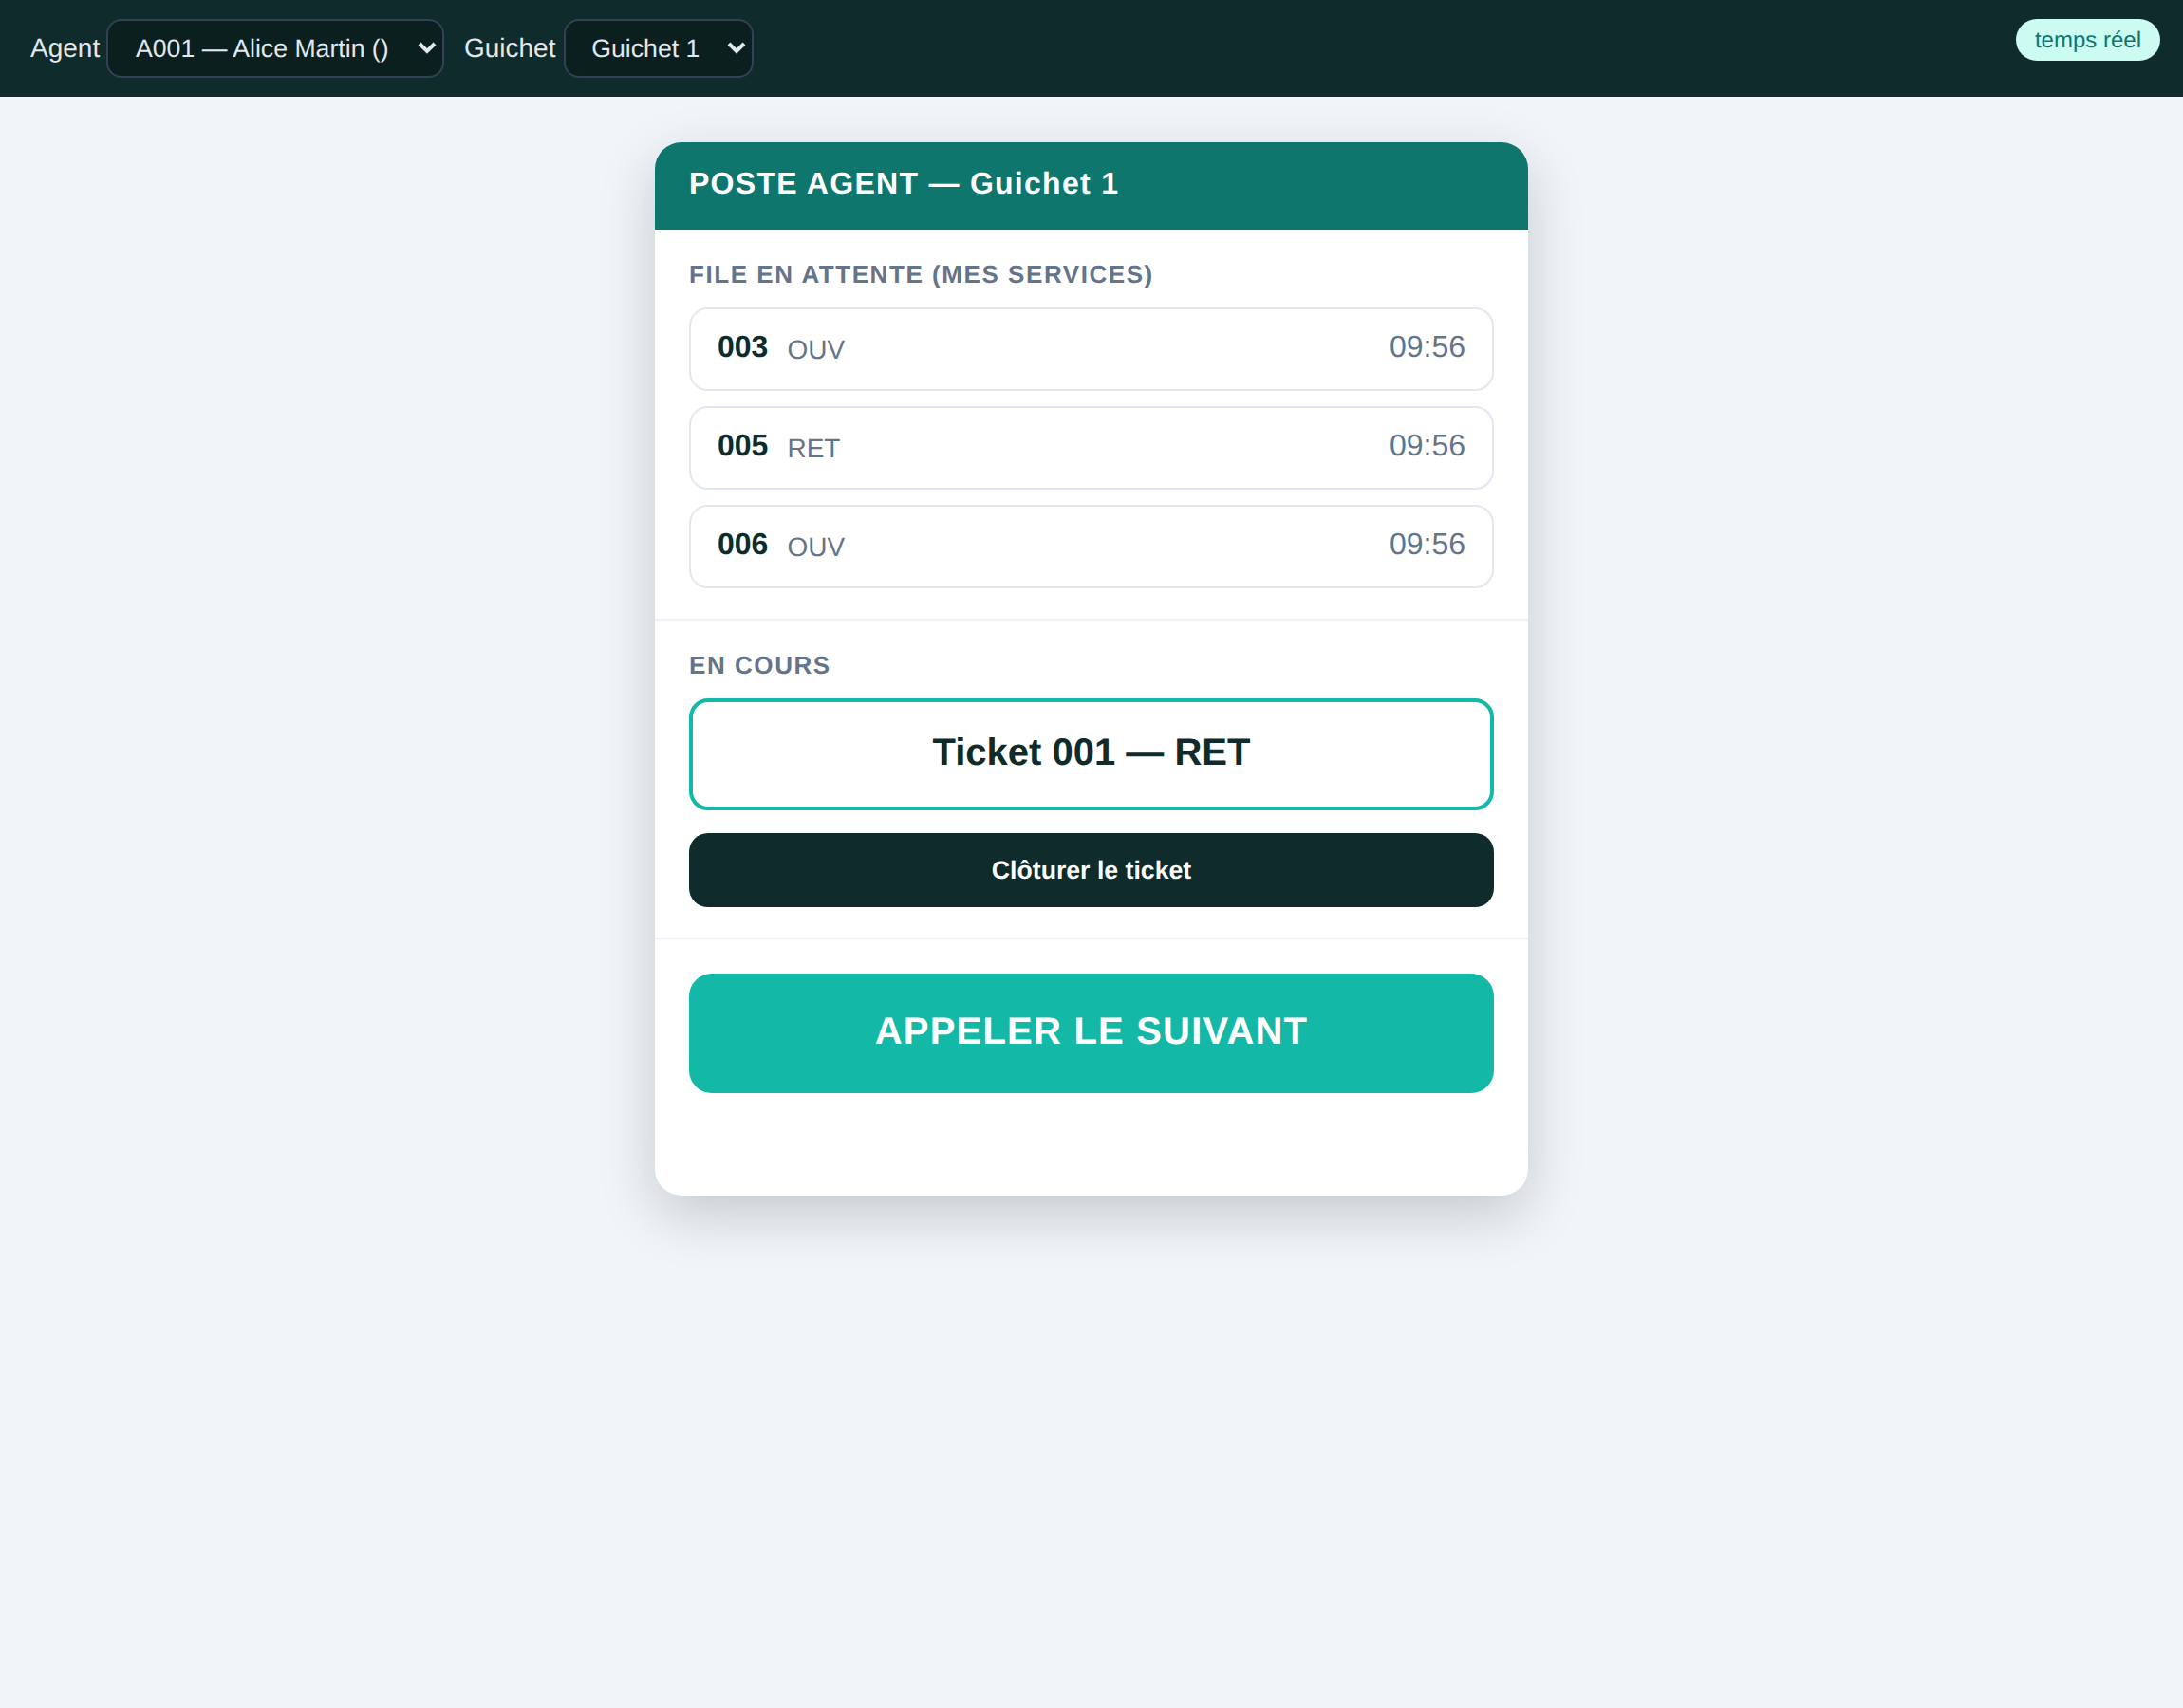 Agent A001 — Alice Martin () Guichet Guichet 1 temps réel
POSTE AGENT — Guichet 1
FILE EN ATTENTE (MES SERVICES)
003 OUV 09:56
005 RET 09:56
006 OUV 09:56
EN COURS
Ticket 001 — RET
Clôturer le ticket
APPELER LE SUIVANT